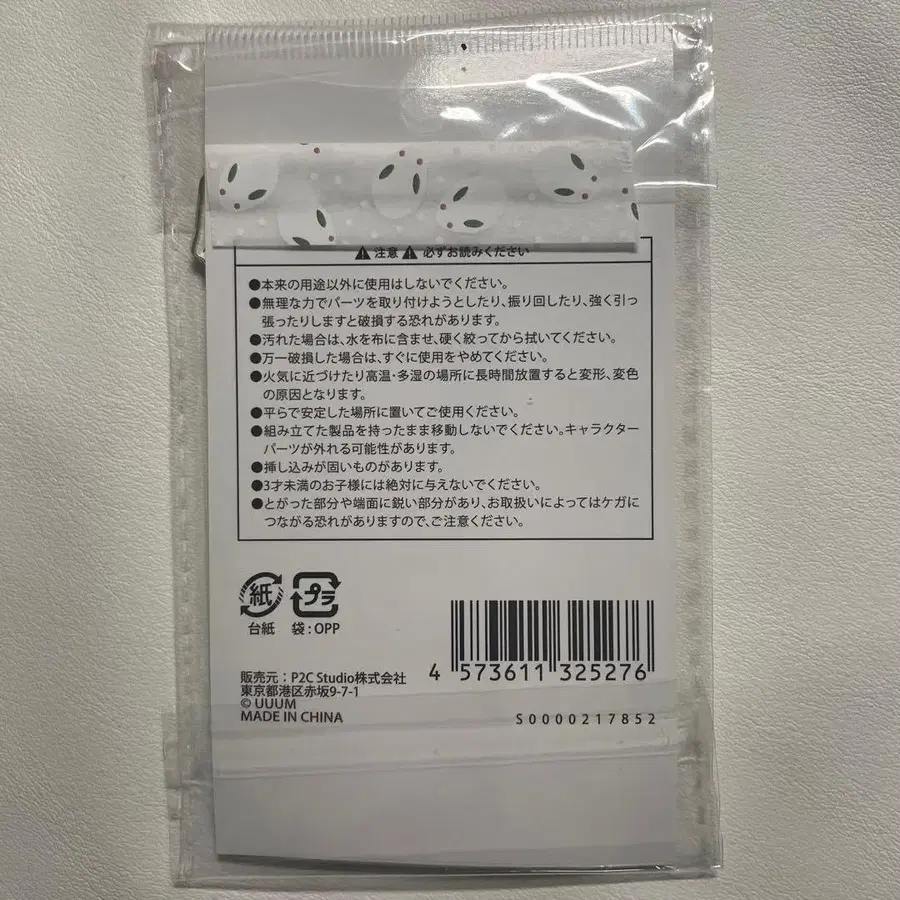 ⚠注意⚠必ずお読みください
●本来の用途以外に使用はしないでください。
●無理な力でパーツを取り付けようとしたり、振り回したり、強く引っ
張ったりしますと破損する恐れがあります。
●汚れた場合は、水を布に含ませ、硬く絞ってから拭いてください。
●万一破損した場合は、すぐに使用をやめてください。
●火気に近づけたり高温・多湿の場所に長時間放置すると変形、変色
の原因となります。
●平らで安定した場所に置いてご使用ください。
●組み立てた製品を持ったまま移動しないでください。キャラクター
パーツが外れる可能性があります。
●挿し込みが固いものがあります。
●3才未満のお子様には絶対に与えないでください。
●とがった部分や端面に鋭い部分があり、お取扱いによってはケガに
つながる恐れがありますので、ご注意ください。
紙 プラ
台紙 袋:OPP
4 573611 325276
販売元:P2C Studio株式会社
東京都港区赤坂9-7-1
© UUUM
MADE IN CHINA
S0000217852